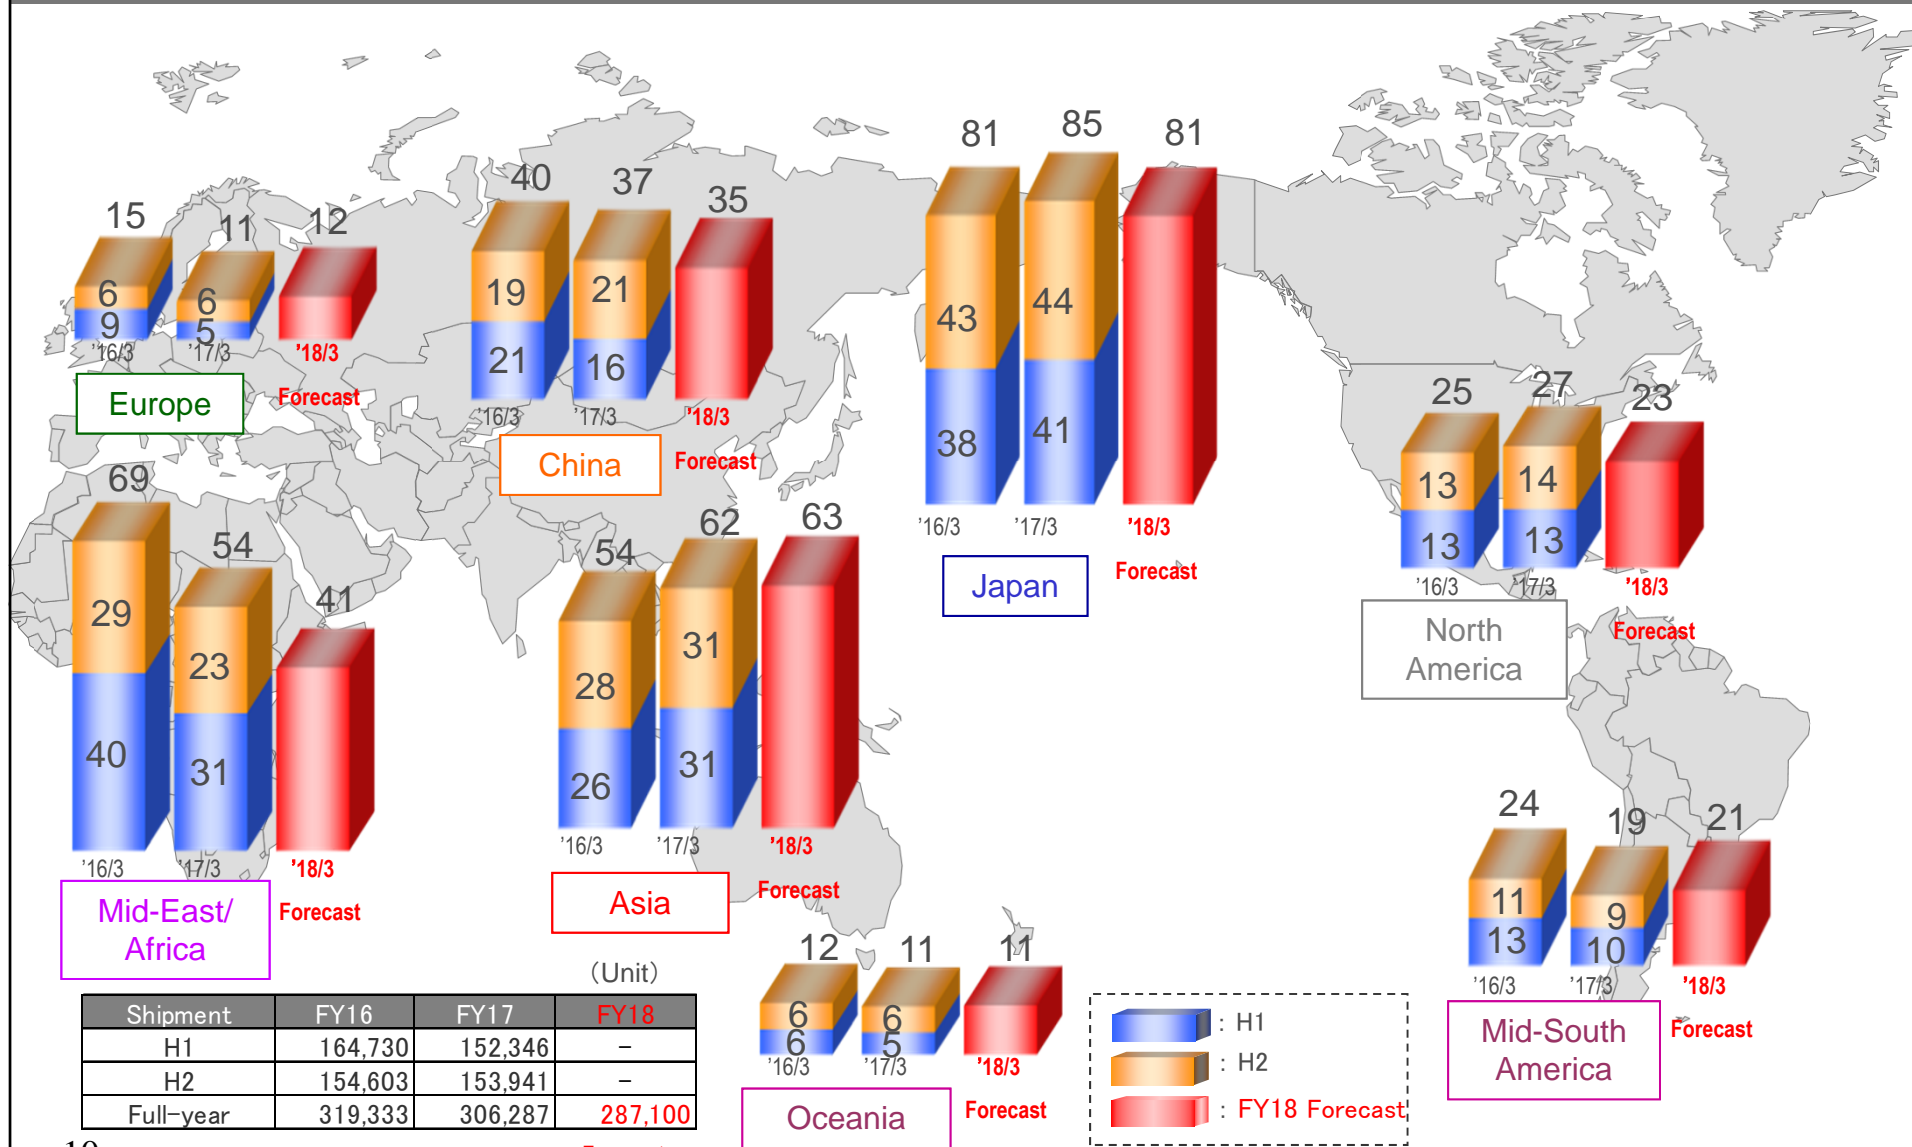 15
11
12
6
9
6
5
'16/3
'17/3
'18/3
Forecast
Europe
40
37
35
19
21
21
16
'16/3
'17/3
'18/3
Forecast
China
81
85
81
43
38
44
41
'16/3
'17/3
'18/3
Forecast
Japan
25
27
23
13
13
14
13
'16/3
'17/3
'18/3
Forecast
North
America
69
54
41
29
40
23
31
'16/3
'17/3
'18/3
Forecast
Mid-East/
Africa
54
62
63
28
26
31
31
'16/3
'17/3
'18/3
Forecast
Asia
24
19
21
11
13
9
10
'16/3
'17/3
'18/3
Forecast
Mid-South
America
12
11
11
6
6
6
5
'16/3
'17/3
'18/3
Forecast
Oceania
(Unit)
Shipment FY16 FY17 FY18
H1 164,730 152,346 -
H2 154,603 153,941 -
Full-year 319,333 306,287 287,100
: H1
: H2
: FY18 Forecast